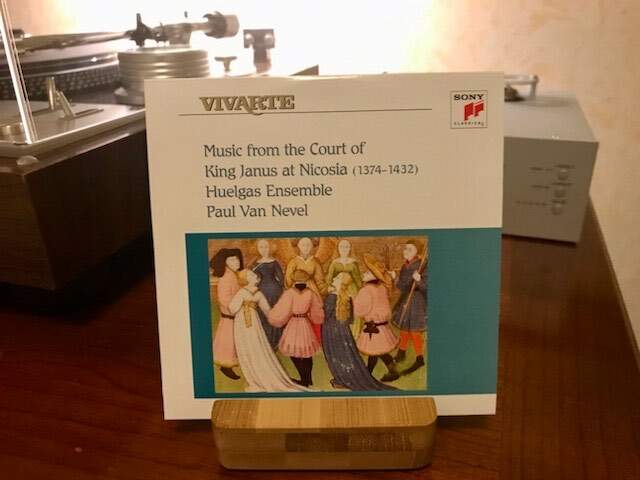 VIVARTE
SONY
CLASSICAL
Music from the Court of
King Janus at Nicosia (1374-1432)
Huelgas Ensemble
Paul Van Nevel